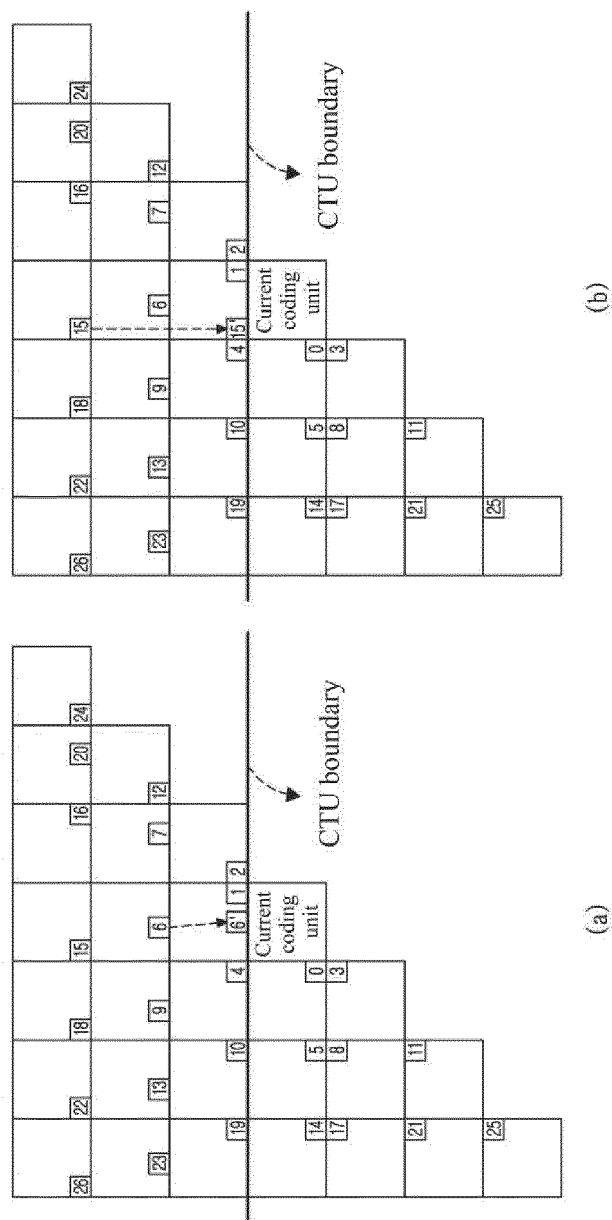 26 22 18 15 16 20 24
23 13 9 6 7 12
19 10 4 6' 1 2
Current
coding
unit
14 5 0
17 8 3
CTU boundary
21 11
25
(a)
26 22 18 15 16 20 24
23 13 9 6 7 12
19 10 4 15' 1 2
Current
coding
unit
14 5 0
17 8 3
CTU boundary
21 11
25
(b)